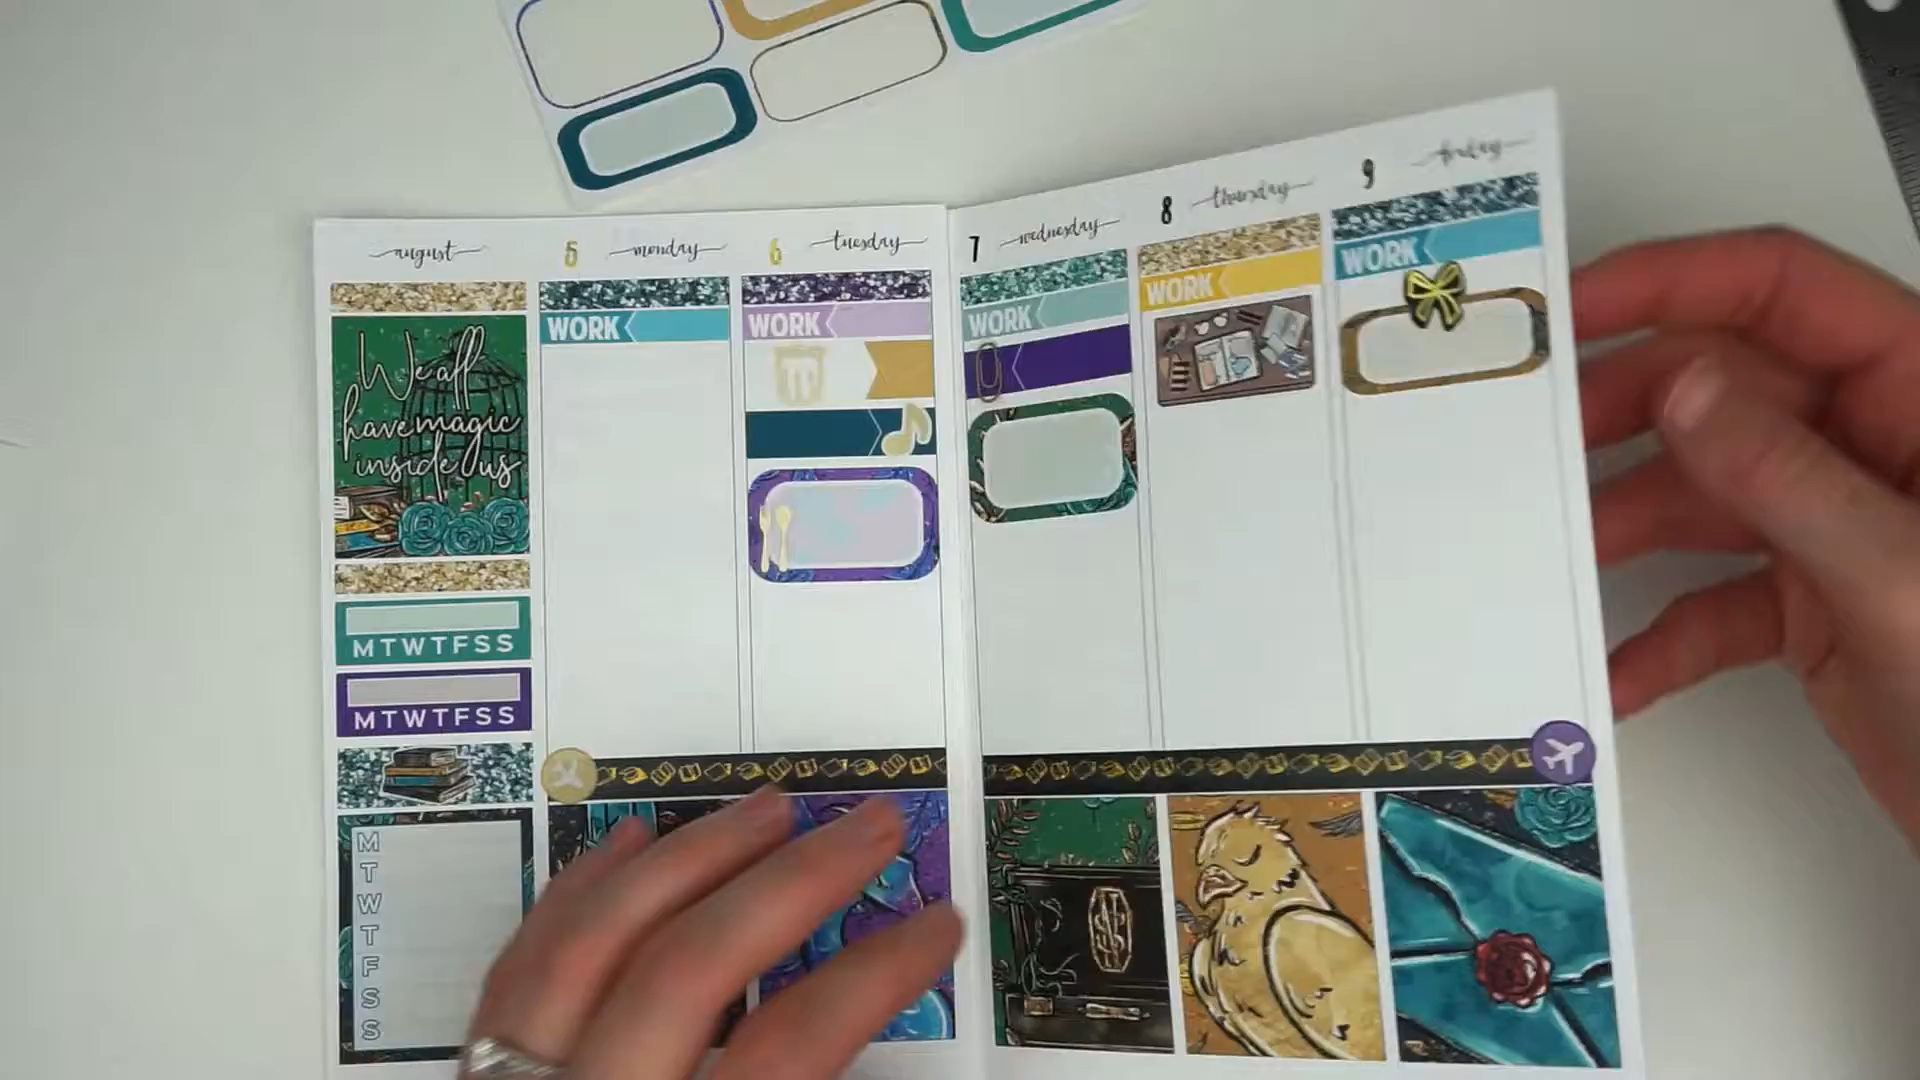 august
5 monday
6 tuesday
7 wednesday
8 thursday
9 friday
WORK
WORK
WORK
WORK
WORK
We all
have magic
inside us
MTWTFSS
MTWTFSS
M
T
W
T
F
S
S